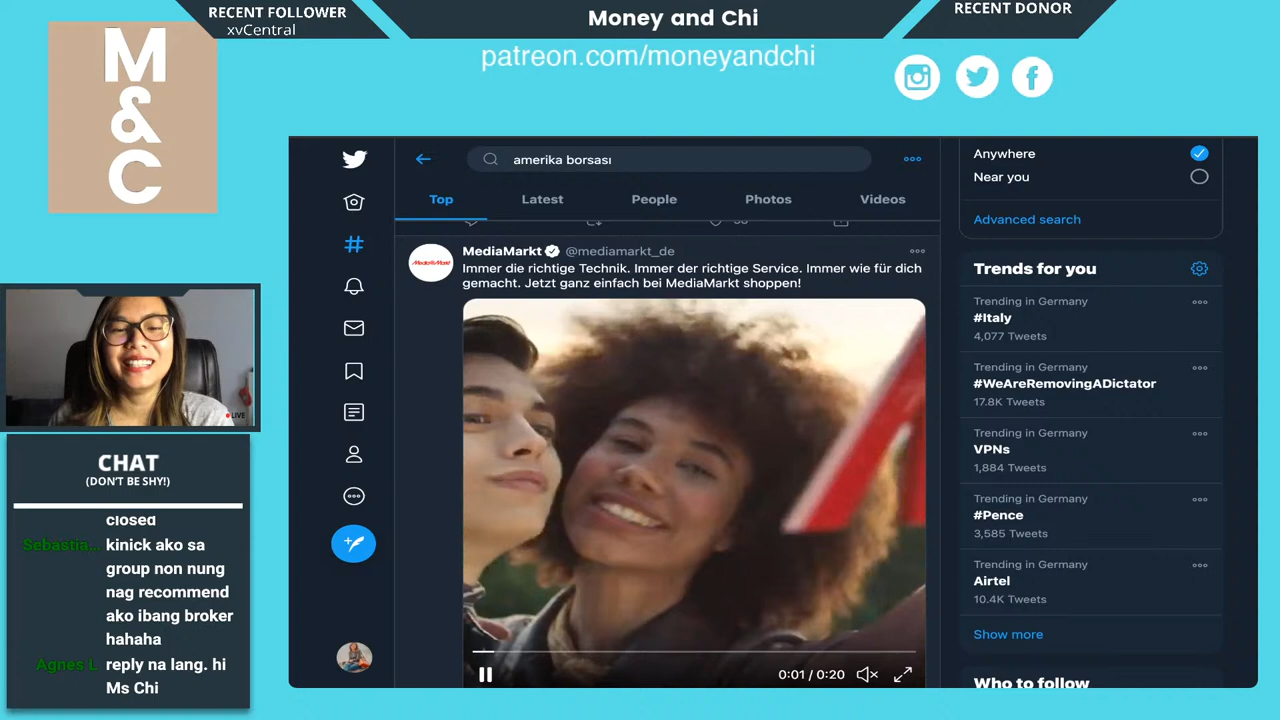 RECENT FOLLOWER
xvCentral
Money and Chi
patreon.com/moneyandchi
RECENT DONOR
M
&
C
LIVE
CHAT
(DON'T BE SHY!)
closed
Sebastia... kinick ako sa
group non nung
nag recommend
ako ibang broker
hahaha
Agnes L. reply na lang. hi
Ms Chi
amerika borsası
Top
Latest
People
Photos
Videos
MediaMarkt @mediamarkt_de
Immer die richtige Technik. Immer der richtige Service. Immer wie für dich
gemacht. Jetzt ganz einfach bei MediaMarkt shoppen!
0:01 / 0:20
Anywhere
Near you
Advanced search
Trends for you
Trending in Germany
#Italy
4,077 Tweets
Trending in Germany
#WeAreRemovingADictator
17.8K Tweets
Trending in Germany
VPNs
1,884 Tweets
Trending in Germany
#Pence
3,585 Tweets
Trending in Germany
Airtel
10.4K Tweets
Show more
Who to follow